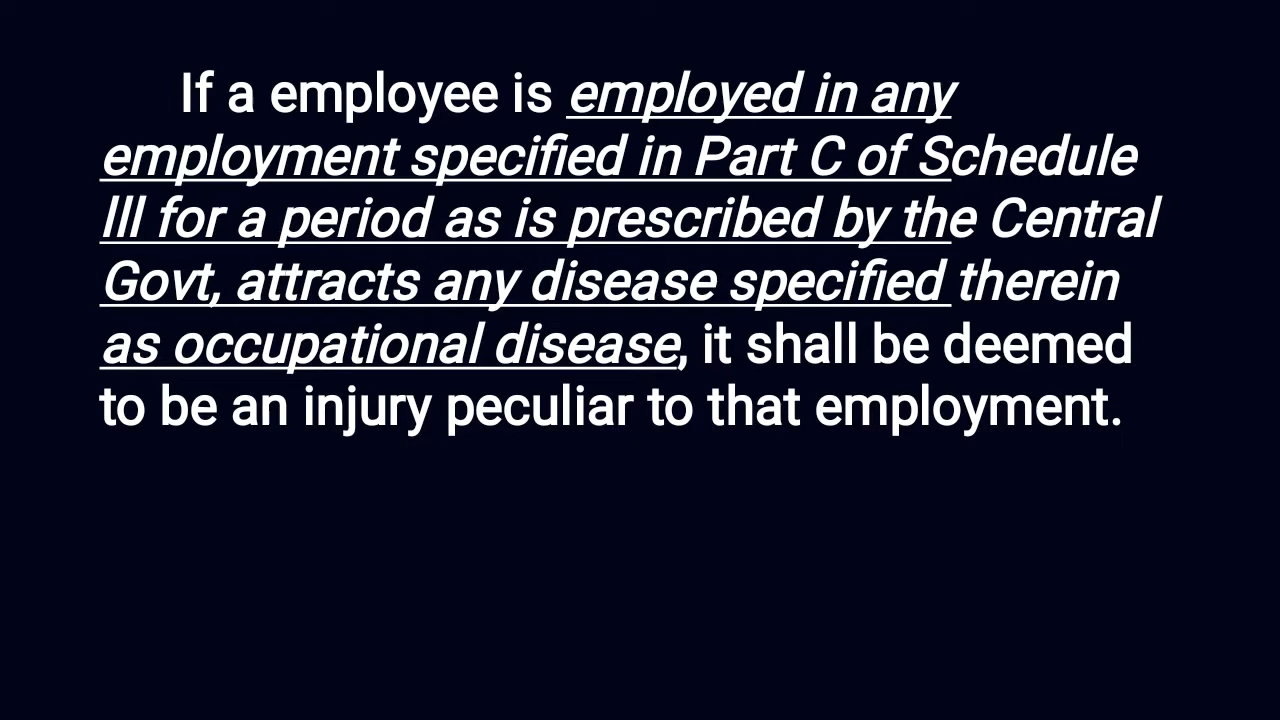 If a employee is employed in any
employment specified in Part C of Schedule
lll for a period as is prescribed by the Central
Govt, attracts any disease specified therein
as occupational disease, it shall be deemed
to be an injury peculiar to that employment.